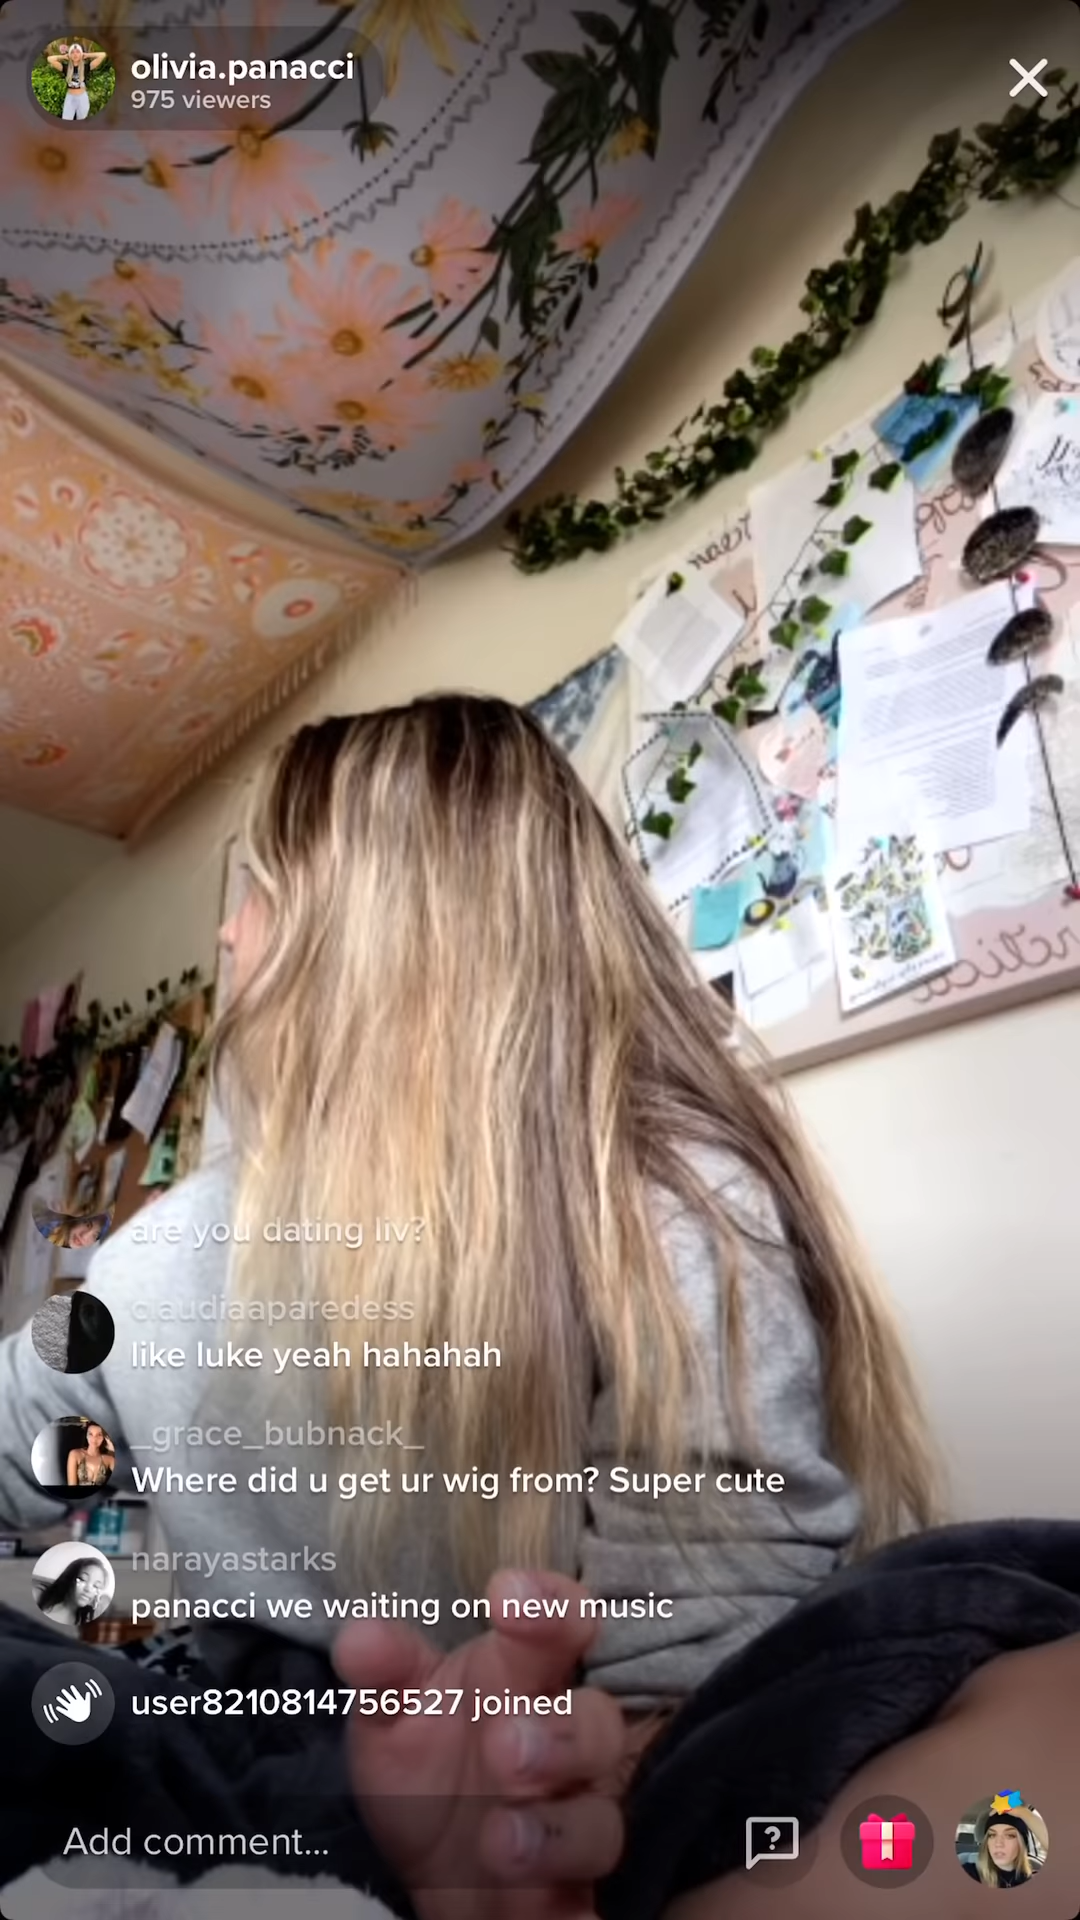 olivia.panacci
975 viewers
are you dating liv?
claudiaaparedess
like luke yeah hahahah
_grace_bubnack_
Where did u get ur wig from? Super cute
narayastarks
panacci we waiting on new music
user8210814756527 joined
Add comment...